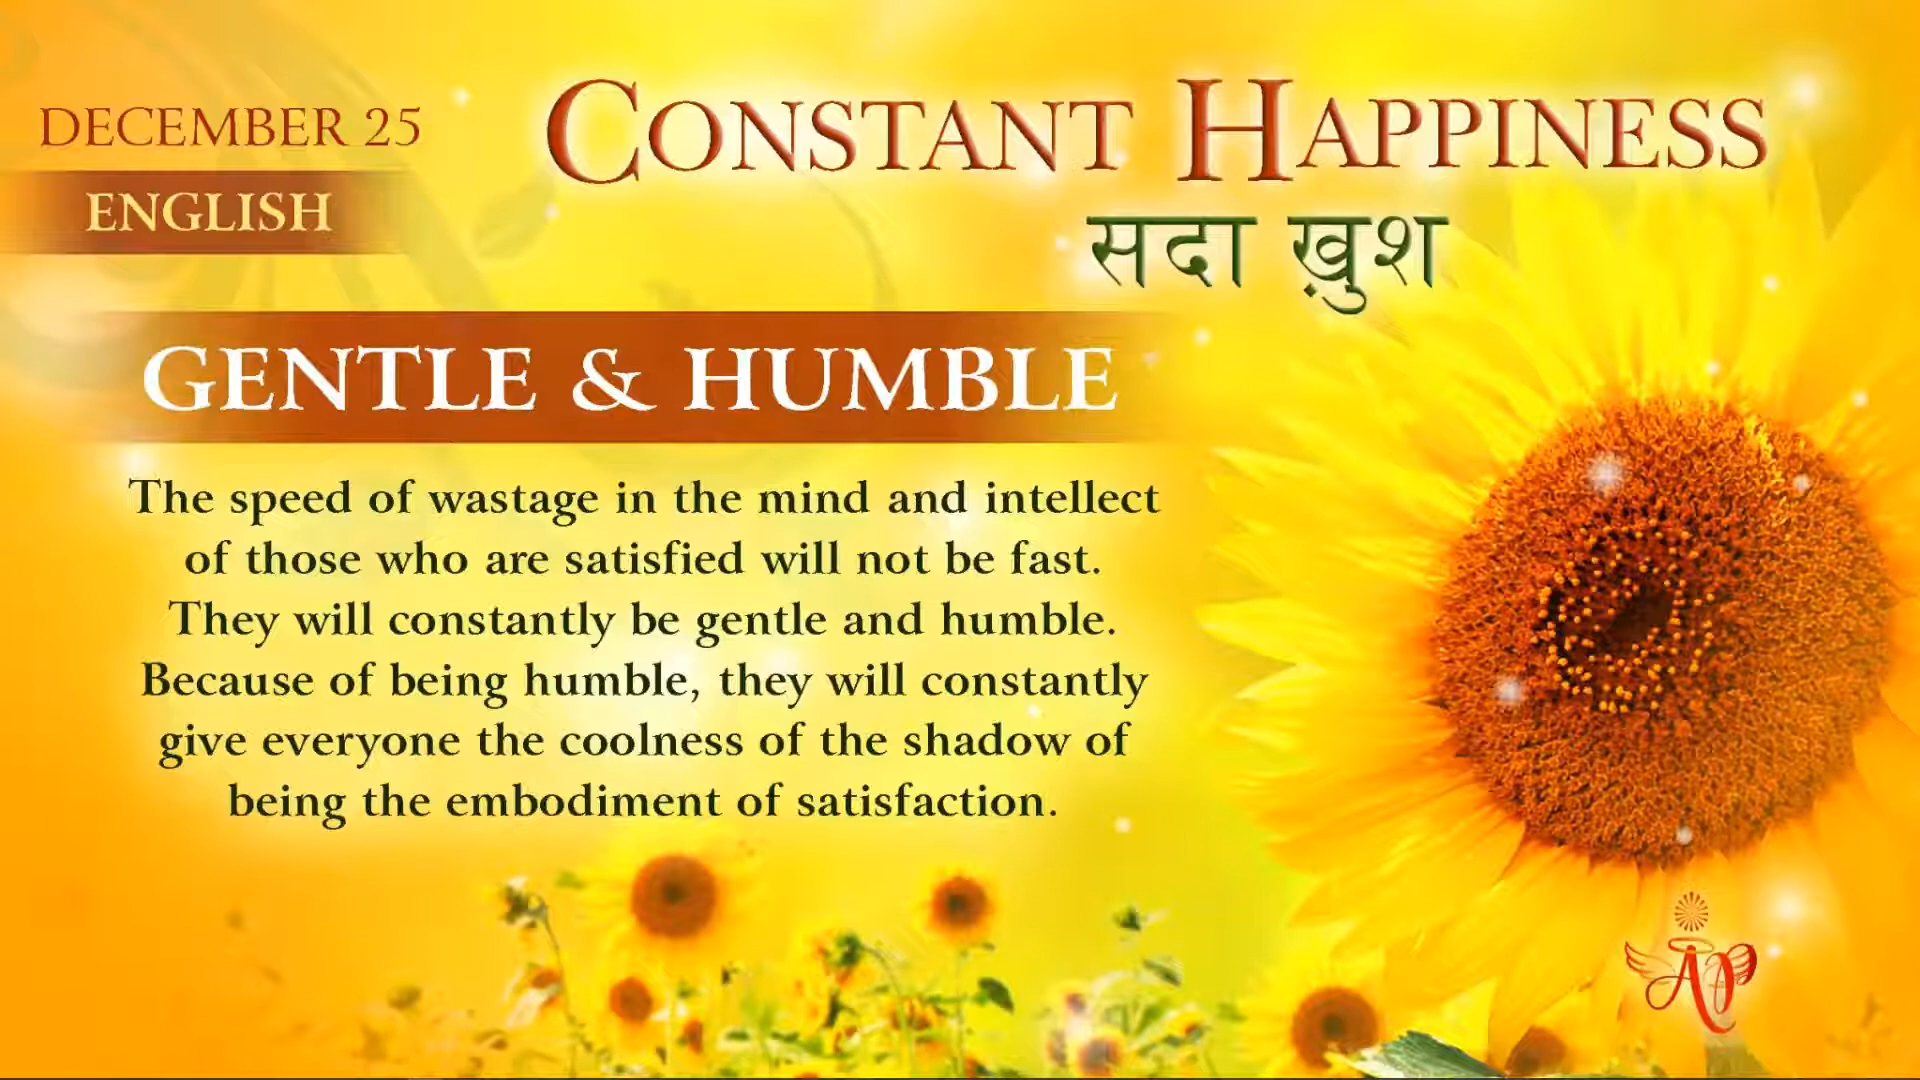 DECEMBER 25
ENGLISH
CONSTANT HAPPINESS
सदा ख़ुश
GENTLE & HUMBLE
The speed of wastage in the mind and intellect
of those who are satisfied will not be fast.
They will constantly be gentle and humble.
Because of being humble, they will constantly
give everyone the coolness of the shadow of
being the embodiment of satisfaction.